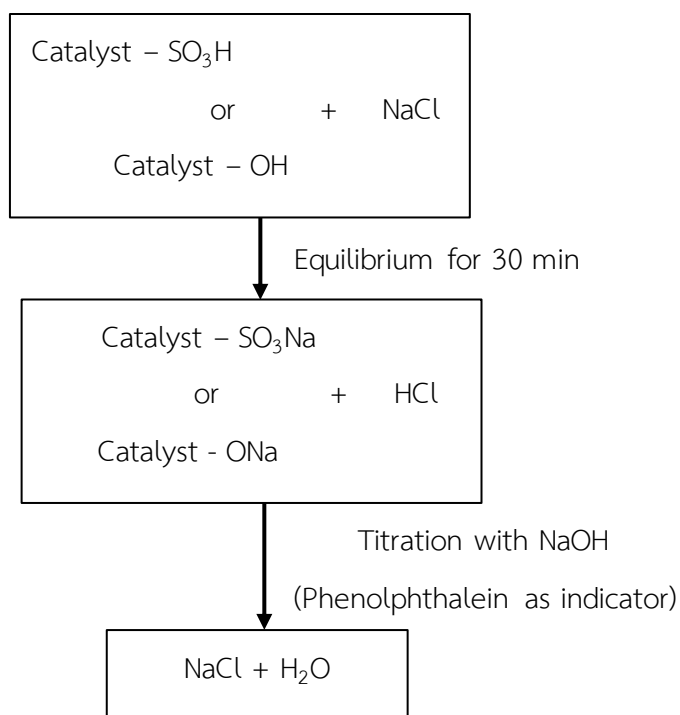 Catalyst – SO₃H
or + NaCl
Catalyst – OH
Equilibrium for 30 min
Catalyst – SO₃Na
or + HCl
Catalyst - ONa
Titration with NaOH
(Phenolphthalein as indicator)
NaCl + H₂O